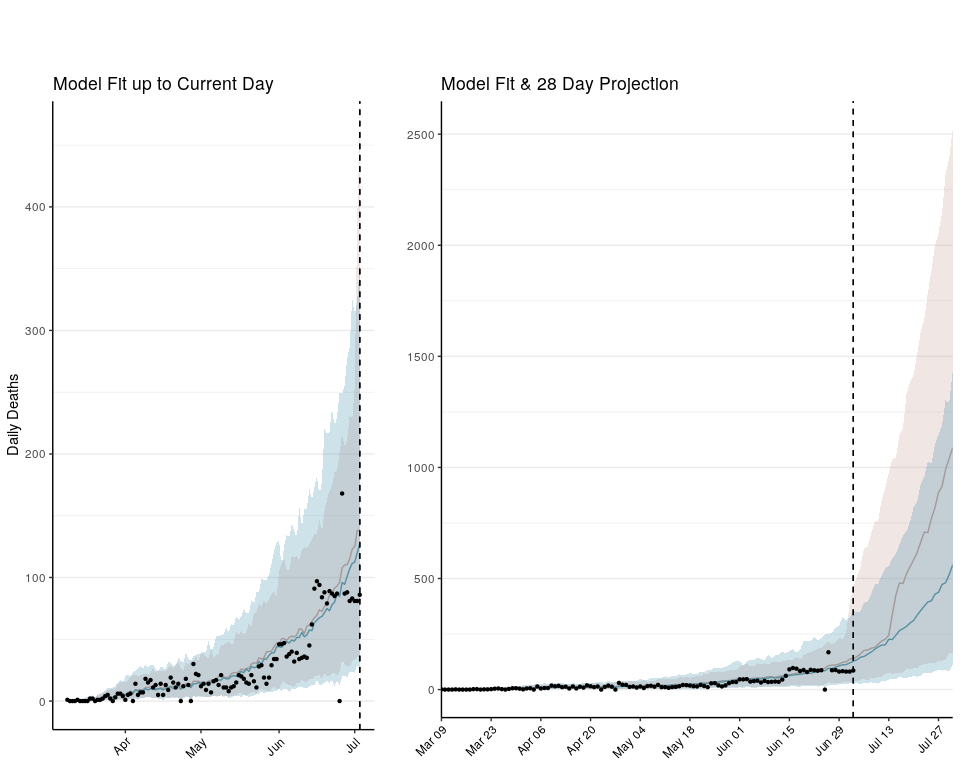 Model Fit up to Current Day
Daily Deaths
400
300
200
100
0
Apr
May
Jun
Jul
Model Fit & 28 Day Projection
2500
2000
1500
1000
500
0
Mar 09
Mar 23
Apr 06
Apr 20
May 04
May 18
Jun 01
Jun 15
Jun 29
Jul 13
Jul 27